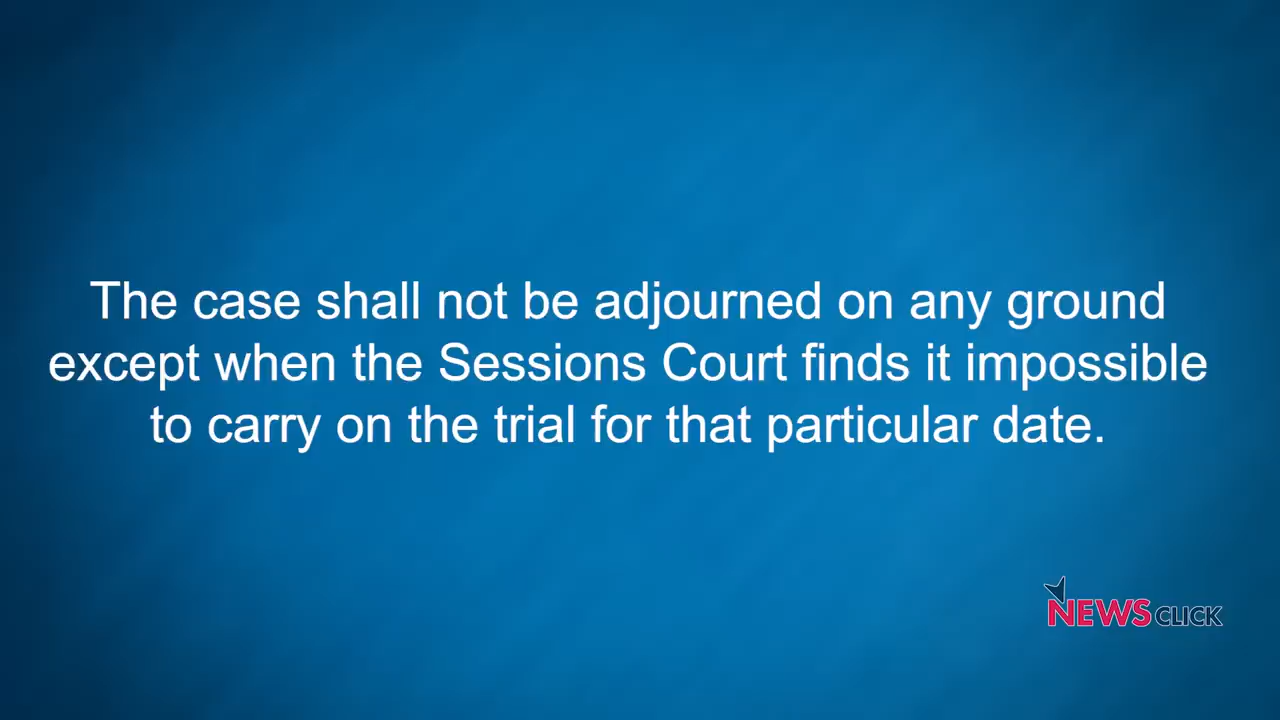 The case shall not be adjourned on any ground
except when the Sessions Court finds it impossible
to carry on the trial for that particular date.
NEWSCLICK